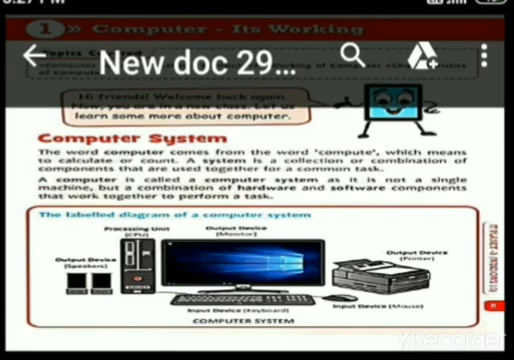 1 » Computer - Its Working
Topics Covered
New doc 29...
Hi friends! Welcome back again.
Now, you are in a new class. Let us
learn some more about computer.
Computer System
The word computer comes from the word 'compute', which means
to calculate or count. A system is a collection or combination of
components that are used together for a common task.
A computer is called a computer system as it is not a single
machine, but a combination of hardware and software components
that work together to perform a task.
The labelled diagram of a computer system
Processing Unit
(CPU)
Output Device
(Monitor)
Output Device
(Printer)
Output Device
(Speakers)
Input Device (Keyboard)
Input Device (Mouse)
COMPUTER SYSTEM
XRecorder